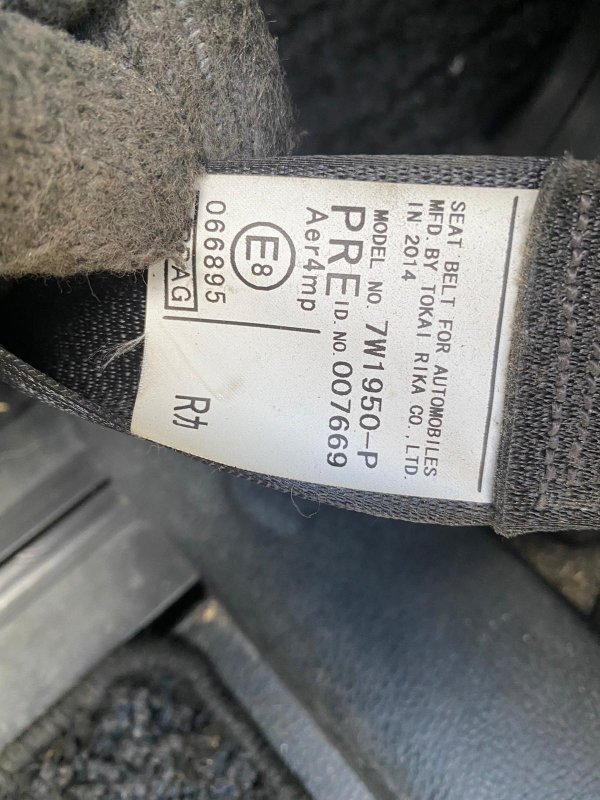 SEAT BELT FOR AUTOMOBILES
MFD. BY TOKAI RIKA CO., LTD.
IN 2014
MODEL NO. 7W1950-P
PRE ID. NO. 007669
Aer4mp
E8
066895
Rカ